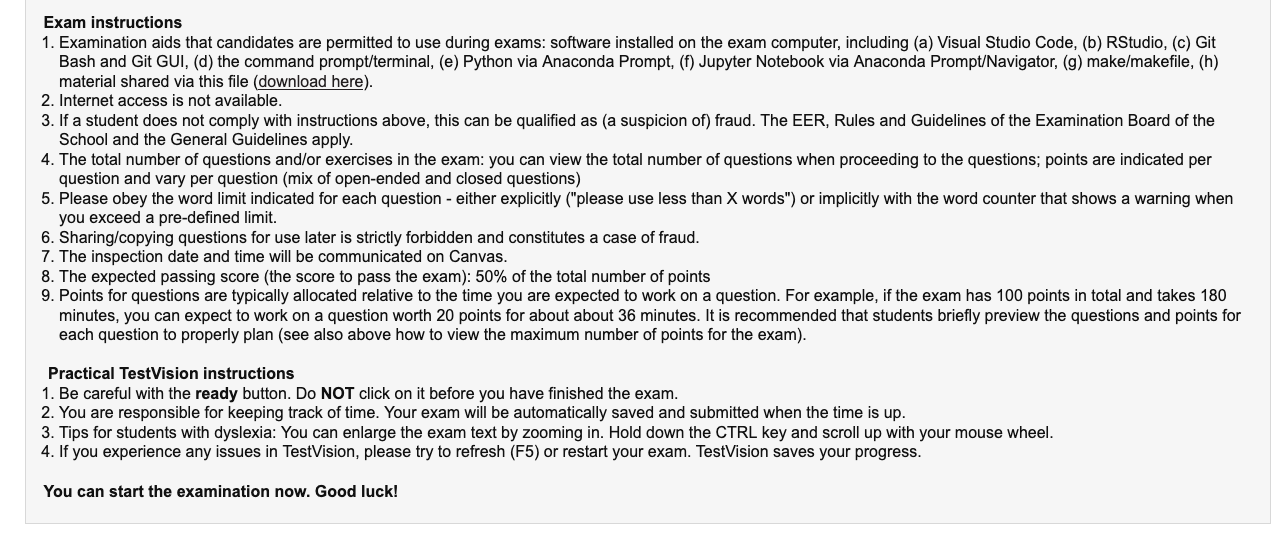 Exam instructions
1. Examination aids that candidates are permitted to use during exams: software installed on the exam computer, including (a) Visual Studio Code, (b) RStudio, (c) Git
Bash and Git GUI, (d) the command prompt/terminal, (e) Python via Anaconda Prompt, (f) Jupyter Notebook via Anaconda Prompt/Navigator, (g) make/makefile, (h)
material shared via this file (download here).
2. Internet access is not available.
3. If a student does not comply with instructions above, this can be qualified as (a suspicion of) fraud. The EER, Rules and Guidelines of the Examination Board of the
School and the General Guidelines apply.
4. The total number of questions and/or exercises in the exam: you can view the total number of questions when proceeding to the questions; points are indicated per
question and vary per question (mix of open-ended and closed questions)
5. Please obey the word limit indicated for each question - either explicitly ("please use less than X words") or implicitly with the word counter that shows a warning when
you exceed a pre-defined limit.
6. Sharing/copying questions for use later is strictly forbidden and constitutes a case of fraud.
7. The inspection date and time will be communicated on Canvas.
8. The expected passing score (the score to pass the exam): 50% of the total number of points
9. Points for questions are typically allocated relative to the time you are expected to work on a question. For example, if the exam has 100 points in total and takes 180
minutes, you can expect to work on a question worth 20 points for about about 36 minutes. It is recommended that students briefly preview the questions and points for
each question to properly plan (see also above how to view the maximum number of points for the exam).
Practical TestVision instructions
1. Be careful with the ready button. Do NOT click on it before you have finished the exam.
2. You are responsible for keeping track of time. Your exam will be automatically saved and submitted when the time is up.
3. Tips for students with dyslexia: You can enlarge the exam text by zooming in. Hold down the CTRL key and scroll up with your mouse wheel.
4. If you experience any issues in TestVision, please try to refresh (F5) or restart your exam. TestVision saves your progress.
You can start the examination now. Good luck!